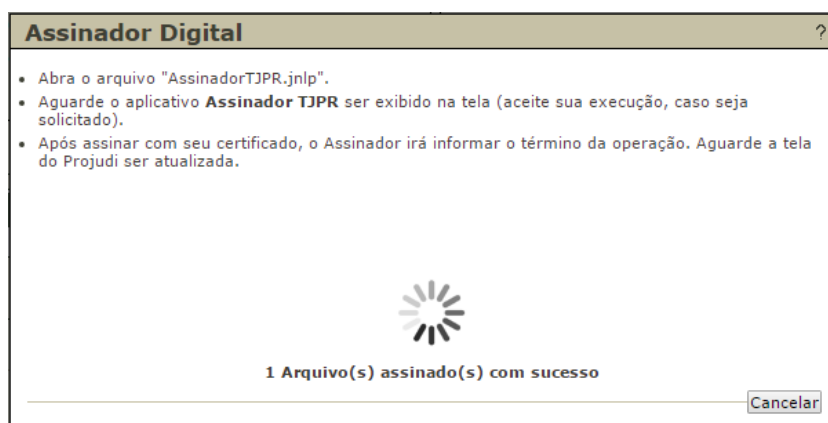 Assinador Digital ?
• Abra o arquivo "AssinadorTJPR.jnlp".
• Aguarde o aplicativo Assinador TJPR ser exibido na tela (aceite sua execução, caso seja
solicitado).
• Após assinar com seu certificado, o Assinador irá informar o término da operação. Aguarde a tela
do Projudi ser atualizada.
1 Arquivo(s) assinado(s) com sucesso
Cancelar